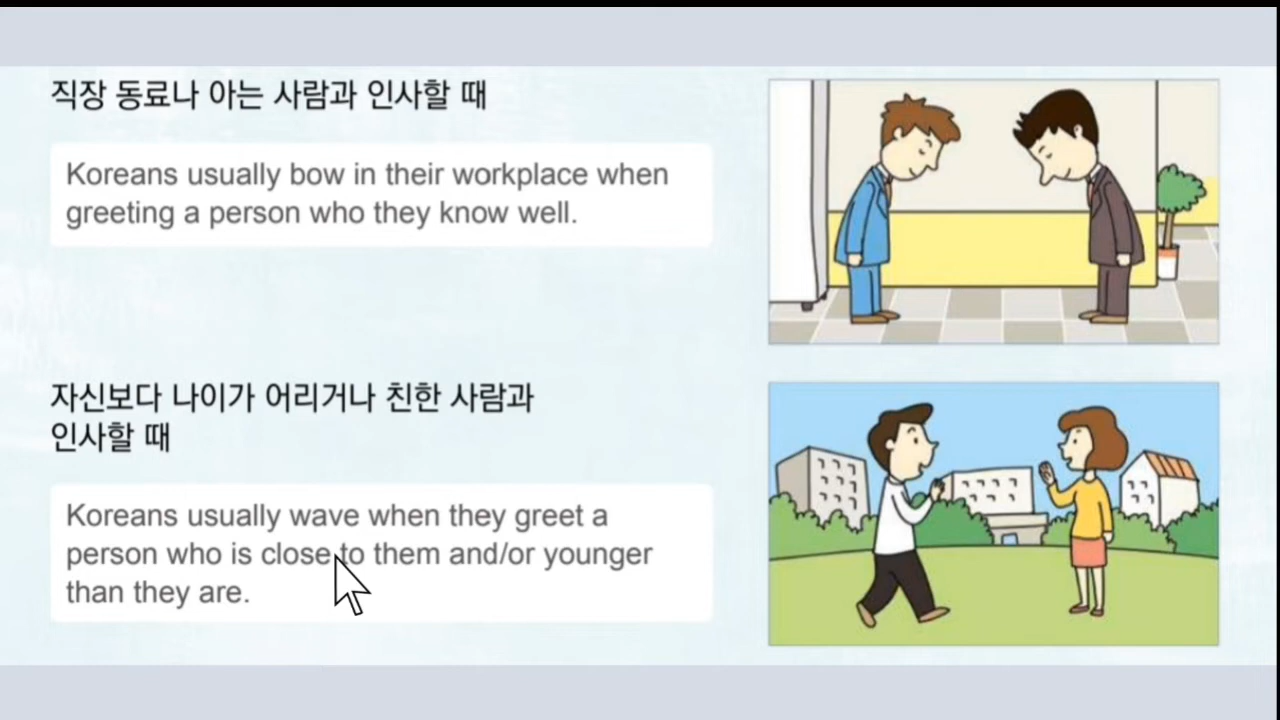 직장 동료나 아는 사람과 인사할 때
Koreans usually bow in their workplace when
greeting a person who they know well.
자신보다 나이가 어리거나 친한 사람과
인사할 때
Koreans usually wave when they greet a
person who is close to them and/or younger
than they are.